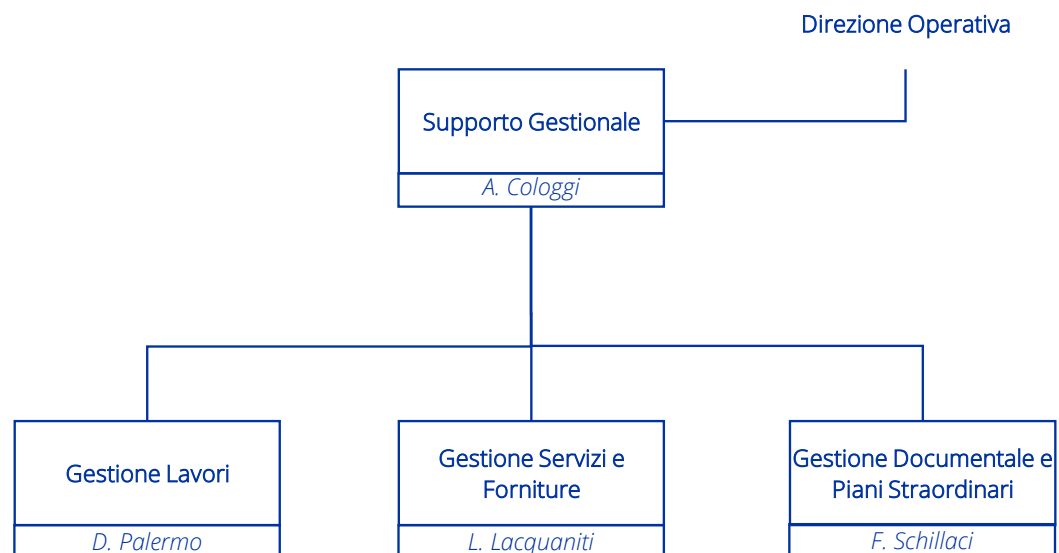 Direzione Operativa
Supporto Gestionale
A. Cologgi
Gestione Lavori
D. Palermo
Gestione Servizi e
Forniture
L. Lacquaniti
Gestione Documentale e
Piani Straordinari
F. Schillaci